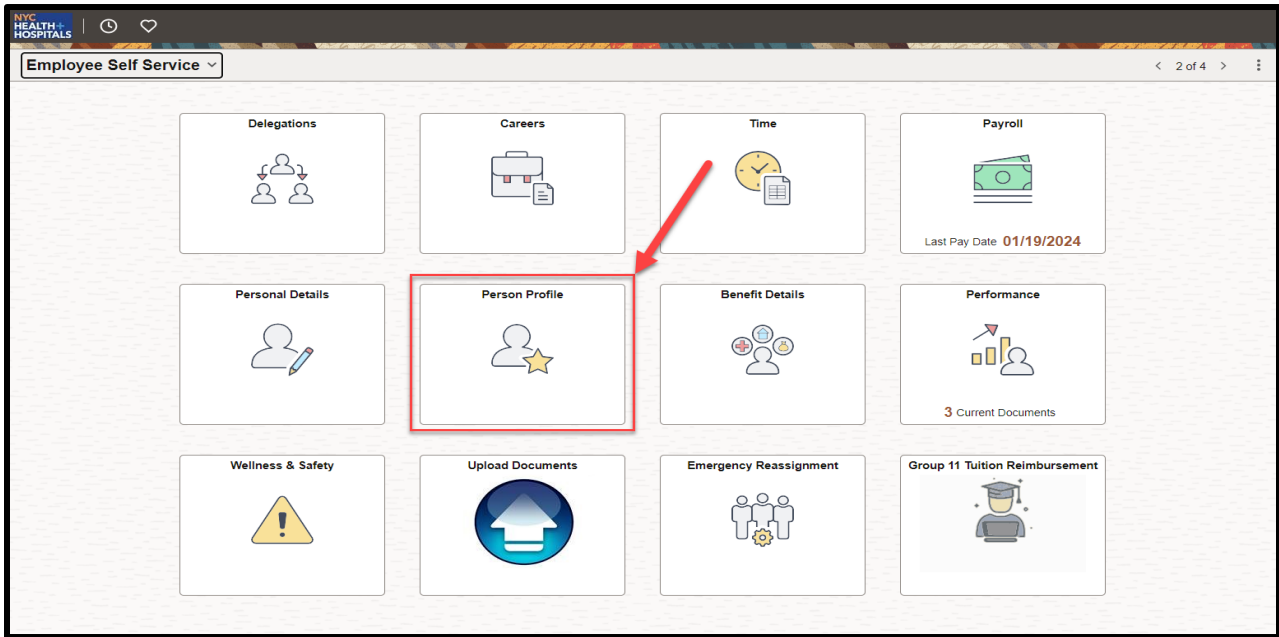 NYC
HEALTH+
HOSPITALS
Employee Self Service
2 of 4
Delegations
Careers
Time
Payroll
Last Pay Date 01/19/2024
Personal Details
Person Profile
Benefit Details
Performance
3 Current Documents
Wellness & Safety
Upload Documents
Emergency Reassignment
Group 11 Tuition Reimbursement